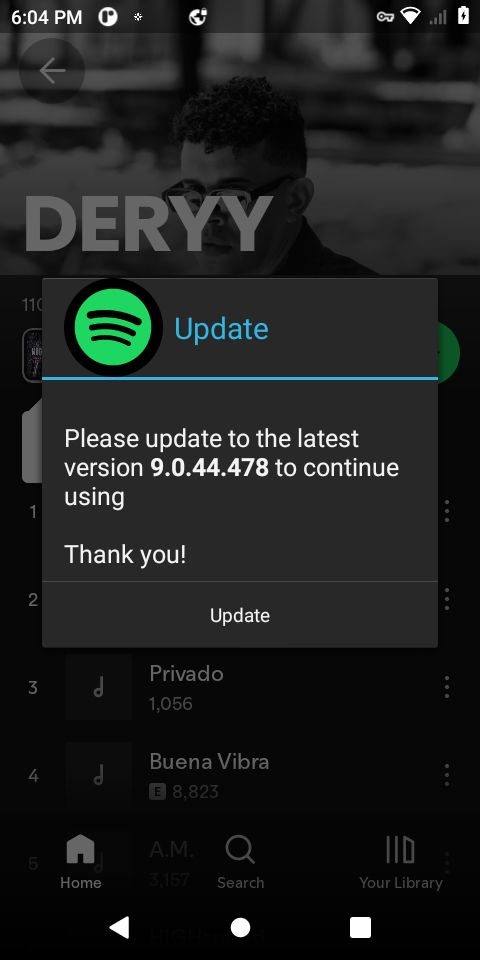 6:04 PM
DERYY
110
Update
Please update to the latest
version 9.0.44.478 to continue
using
Thank you!
1
2
Update
3
Privado
1,056
4
Buena Vibra
E 8,823
5
A.M.
3,157
Home
Search
Your Library